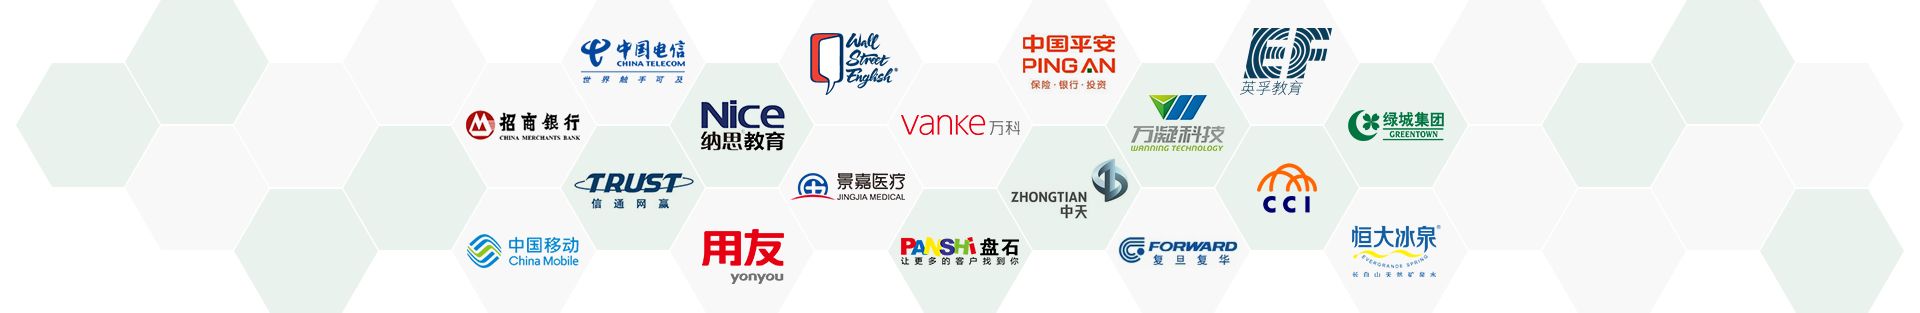 中国电信
CHINA TELECOM
世界触手可及
Wall
Street
English®
中国平安
PING AN
保险·银行·投资
EF
英孚教育
招商银行
CHINA MERCHANTS BANK
Nice
纳思教育
vanke 万科
万凝科技
WANNING TECHNOLOGY
绿城集团
GREENTOWN
TRUST
信通网赢
景嘉医疗
JINGJIA MEDICAL
ZHONGTIAN
中天
CCI
中国移动
China Mobile
用友
yonyou
PANSHi 盘石
让更多的客户找到你
FORWARD
复旦复华
恒大冰泉®
EVERGRANDE SPRING
长白山天然矿泉水